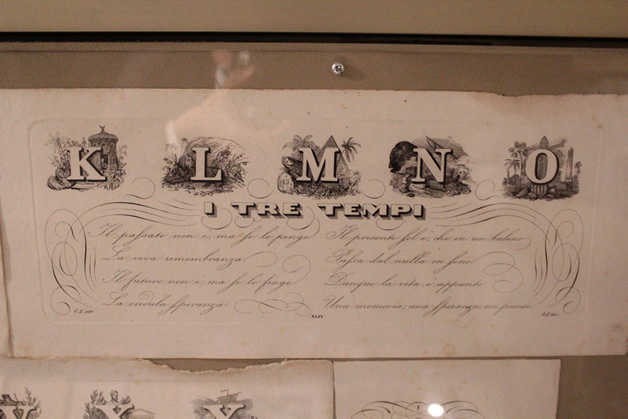 K L M N O
I TRE TEMPI
Il passato non è, ma se lo pinge
La viva remembranza
Il futuro non è, ma se lo finge
La credula Speranza
Il presente sol è, che in un baleno
Passa dal nulla in seno
Dunque la vita è appunto
Una memoria, una Speranza, un punto
XLIV
X Y